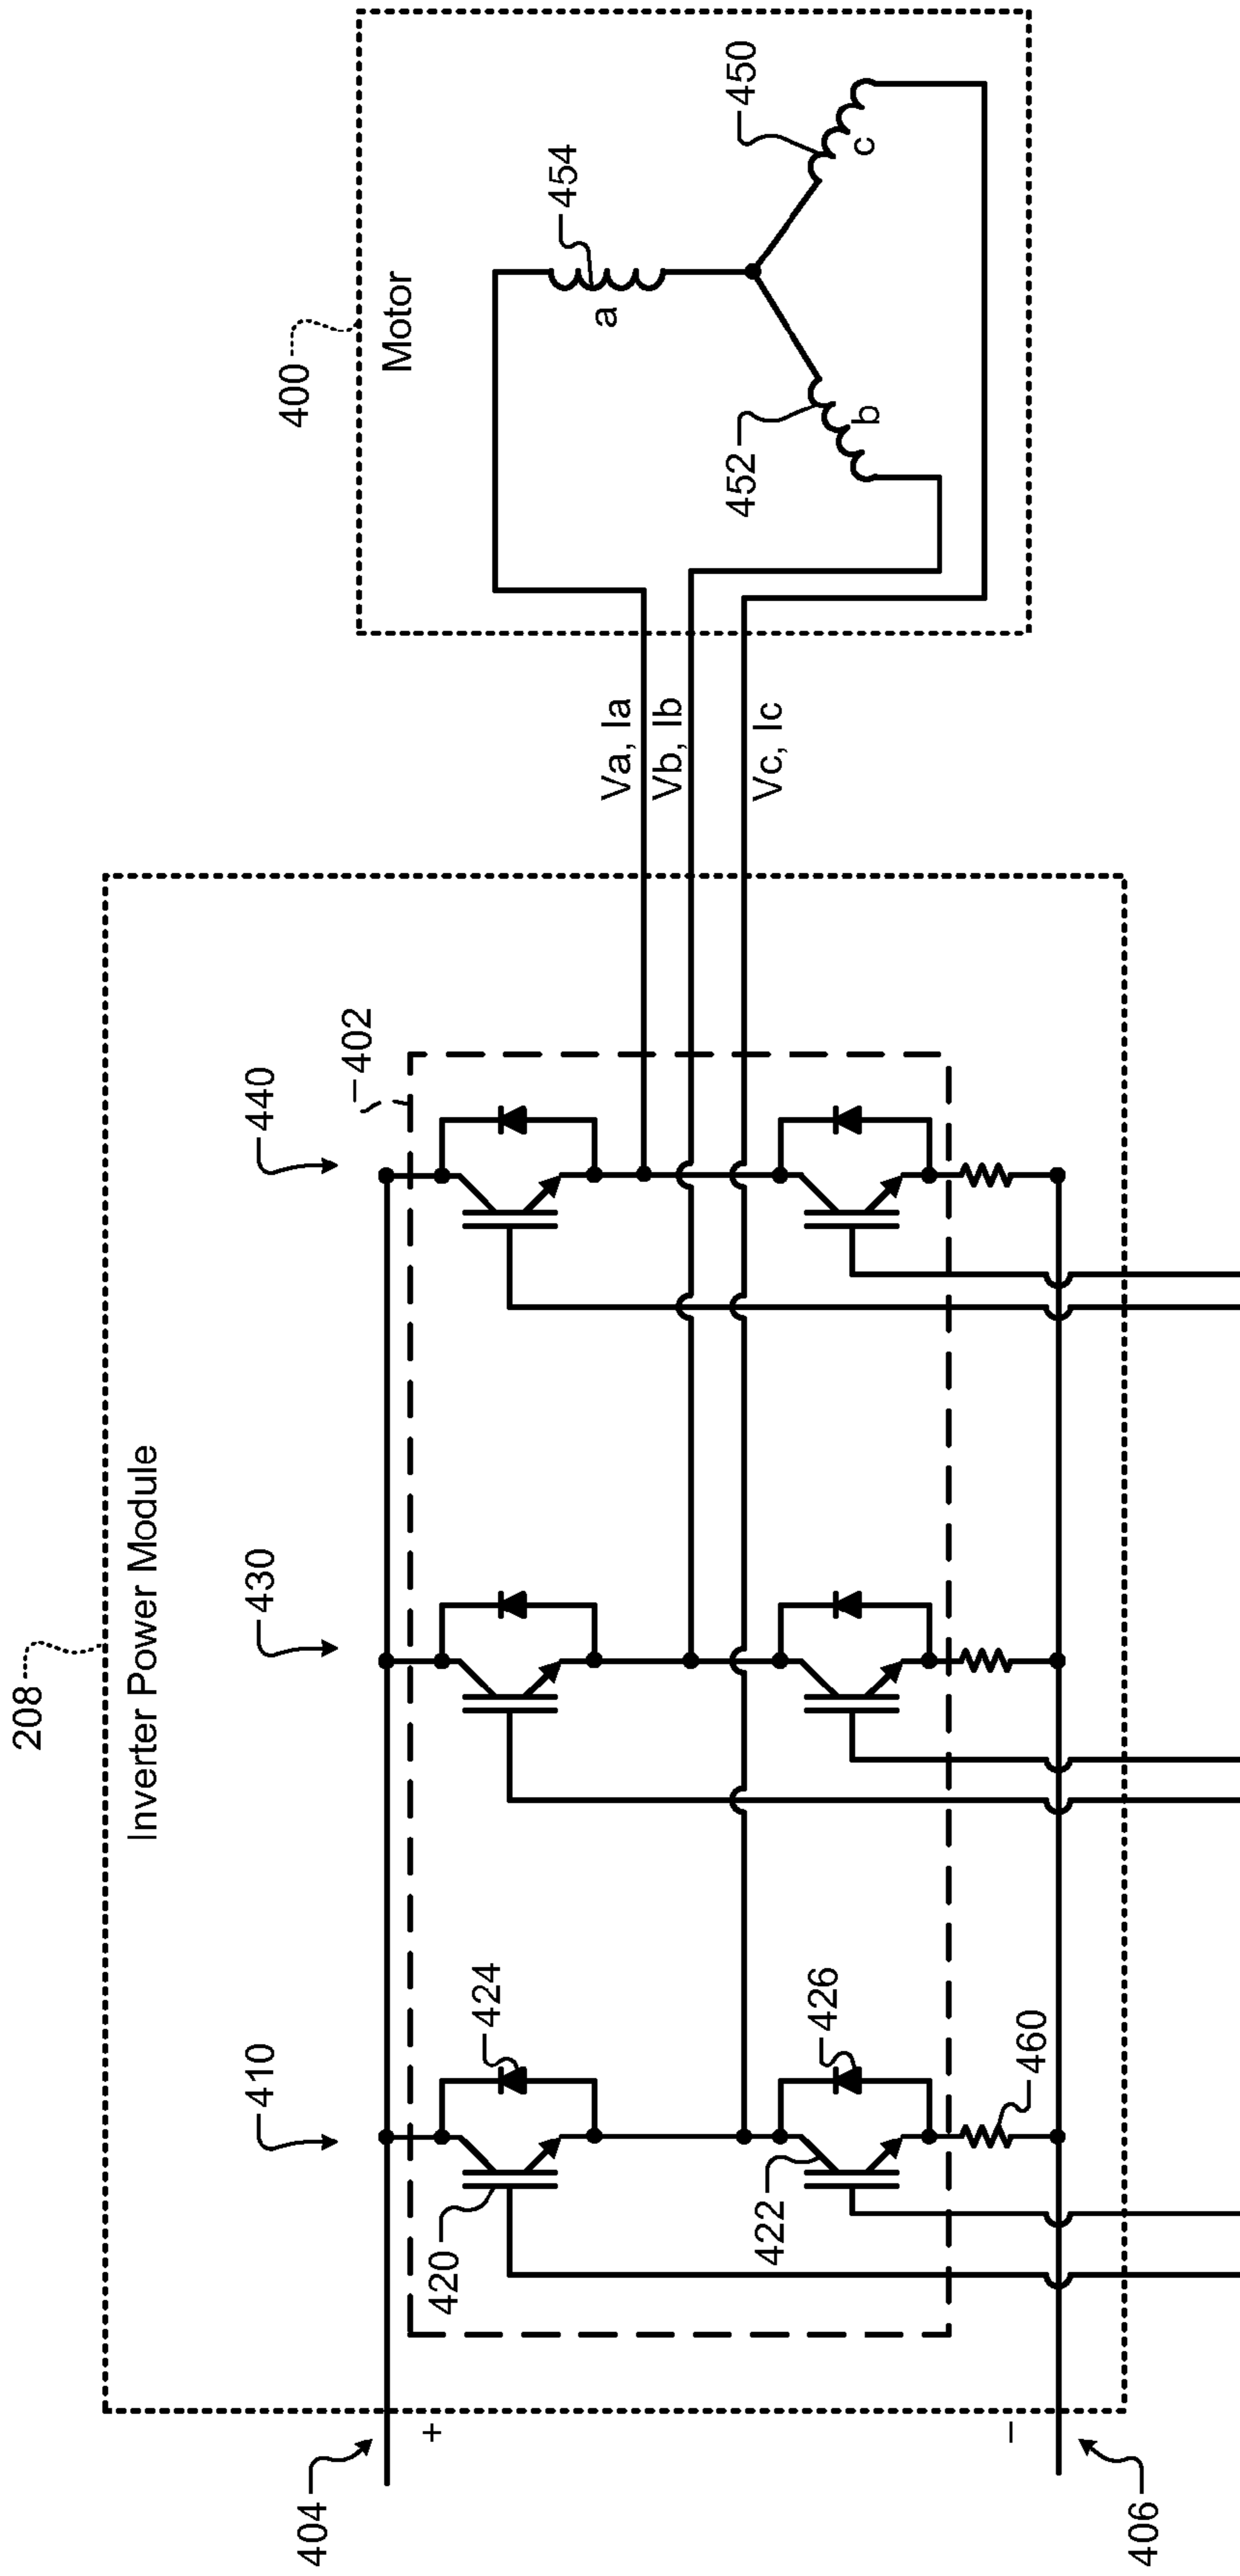 208
Inverter Power Module
400
Motor
410
430
440
402
404
+
454
a
420
424
Va, Ia
Vb, Ib
Vc, Ic
452
b
450
c
422
426
460
–
406